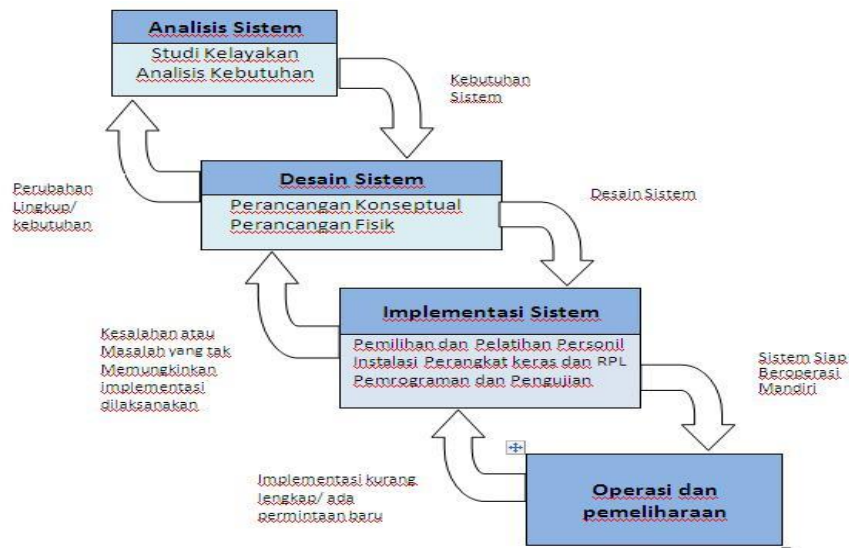 Analisis Sistem
Studi Kelayakan
Analisis Kebutuhan
Kebutuhan
Sistem
Perubahan
Lingkup/
kebutuhan
Desain Sistem
Perancangan Konseptual
Perancangan Fisik
Desain Sistem
Kesalahan atau
Masalah yang tak
Memungkinkan
implementasi
dilaksanakan
Implementasi Sistem
Pemilihan dan Pelatihan Personil
Instalasi Perangkat keras dan RPL
Pemrograman dan Pengujian
Sistem Siap
Beroperasi
Mandiri
Implementasi kurang
lengkap/ ada
permintaan baru
Operasi dan
pemeliharaan